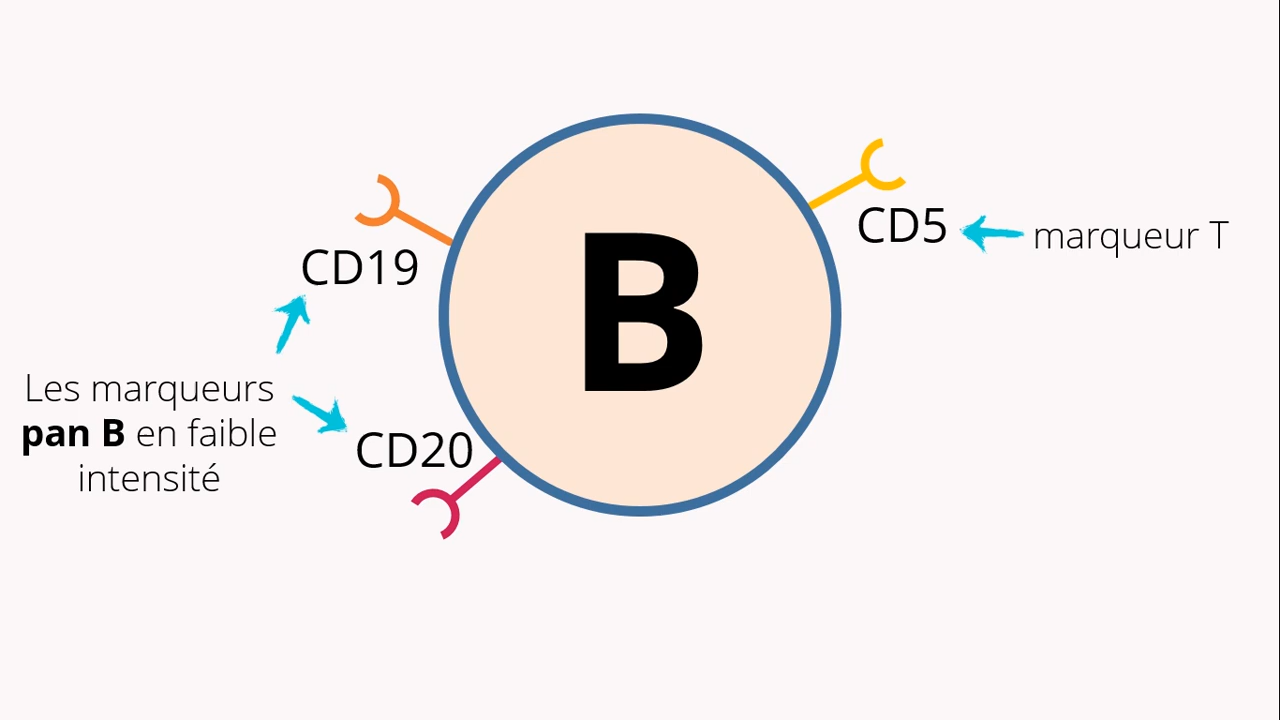 CD19
B
CD5
marqueur T
Les marqueurs
pan B en faible
intensité
CD20